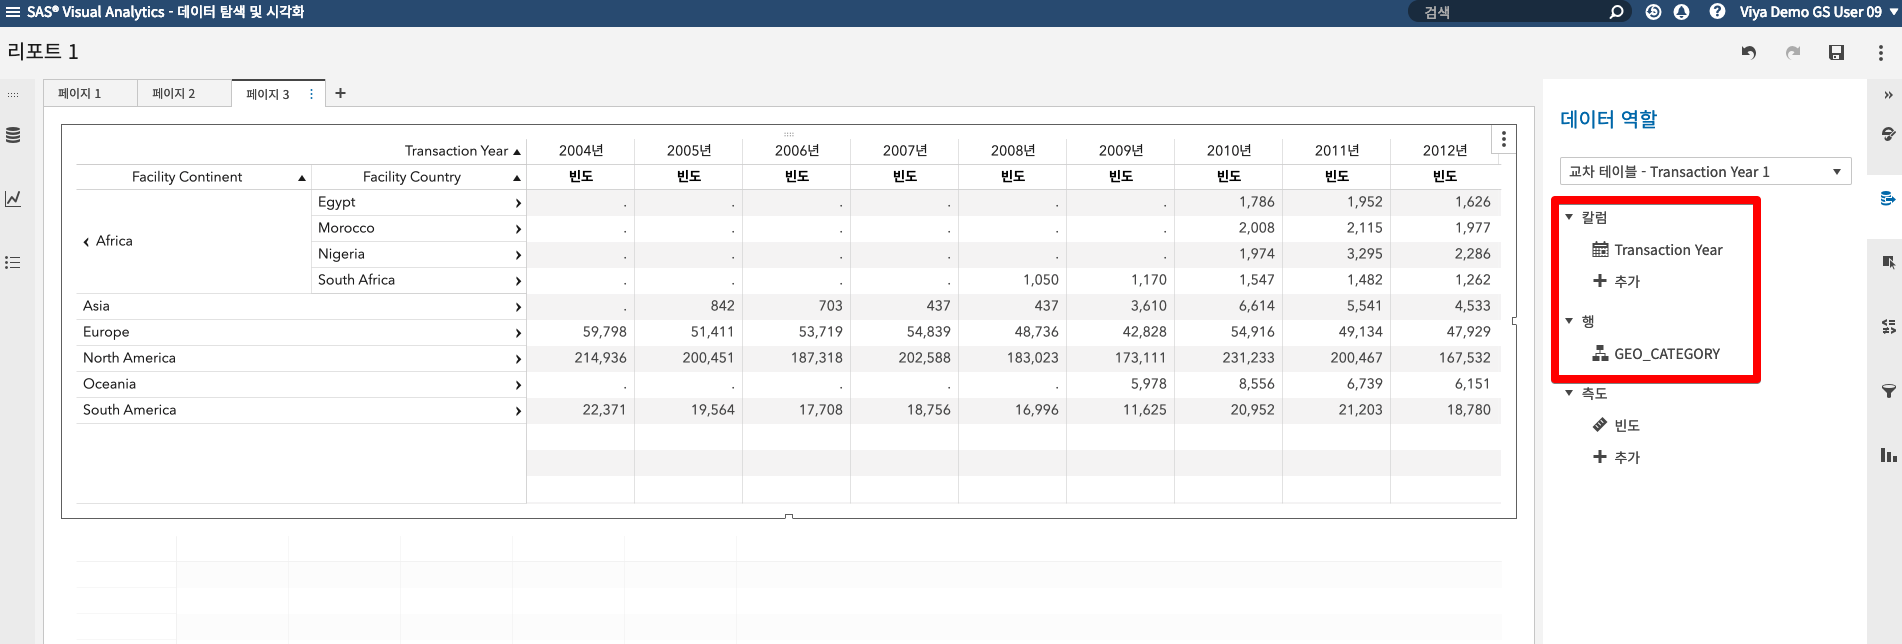 SAS® Visual Analytics - 데이터 탐색 및 시각화
검색
Viya Demo GS User 09
리포트 1
페이지 1 페이지 2 페이지 3
Transaction Year 2004년 2005년 2006년 2007년 2008년 2009년 2010년 2011년 2012년
Facility Continent Facility Country 빈도 빈도 빈도 빈도 빈도 빈도 빈도 빈도 빈도
Africa
Egypt . . . . . . 1,786 1,952 1,626
Morocco . . . . . . 2,008 2,115 1,977
Nigeria . . . . . . 1,974 3,295 2,286
South Africa . . . . 1,050 1,170 1,547 1,482 1,262
Asia . 842 703 437 437 3,610 6,614 5,541 4,533
Europe 59,798 51,411 53,719 54,839 48,736 42,828 54,916 49,134 47,929
North America 214,936 200,451 187,318 202,588 183,023 173,111 231,233 200,467 167,532
Oceania . . . . . 5,978 8,556 6,739 6,151
South America 22,371 19,564 17,708 18,756 16,996 11,625 20,952 21,203 18,780
데이터 역할
교차 테이블 - Transaction Year 1
칼럼
Transaction Year
추가
행
GEO_CATEGORY
측도
빈도
추가